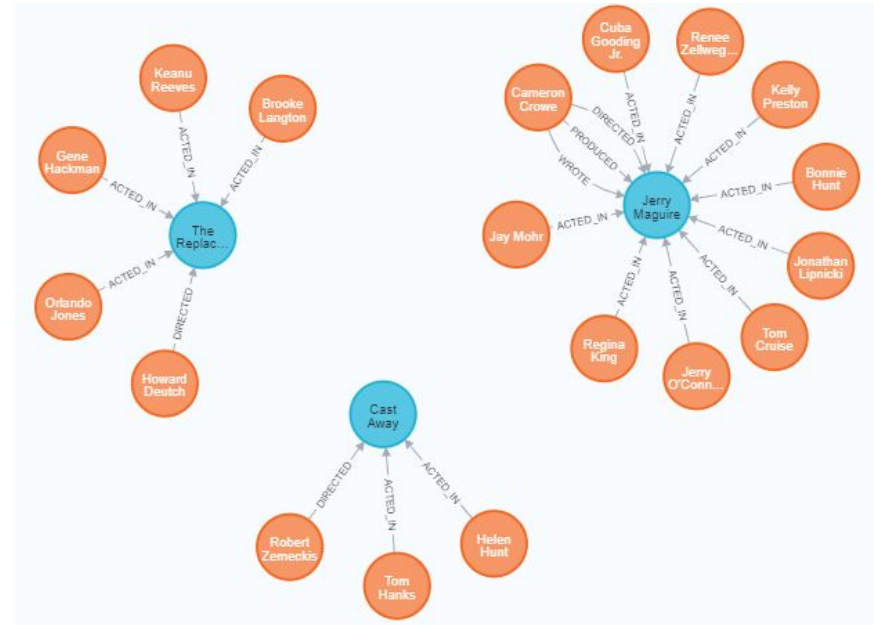 Keanu
Reeves
Brooke
Langton
Gene
Hackman
ACTED_IN
ACTED_IN
ACTED_IN
The
Replac...
Orlando
Jones
ACTED_IN
DIRECTED
Howard
Deutch
Cuba
Gooding
Jr.
Renee
Zellweg...
Cameron
Crowe
Kelly
Preston
DIRECTED
ACTED_IN
ACTED_IN
PRODUCED
ACTED_IN
WROTE
Bonnie
Hunt
ACTED_IN
Jerry
Maguire
Jay Mohr
ACTED_IN
ACTED_IN
Jonathan
Lipnicki
ACTED_IN
ACTED_IN
ACTED_IN
Tom
Cruise
Regina
King
Jerry
O'Conn...
Cast
Away
DIRECTED
ACTED_IN
ACTED_IN
Robert
Zemeckis
Tom
Hanks
Helen
Hunt